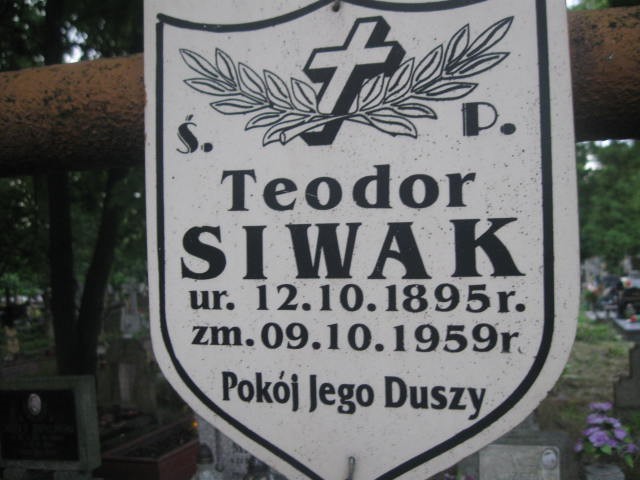 Ś. P.
Teodor
SIWAK
ur. 12.10.1895r.
zm. 09.10.1959r
Pokój Jego Duszy